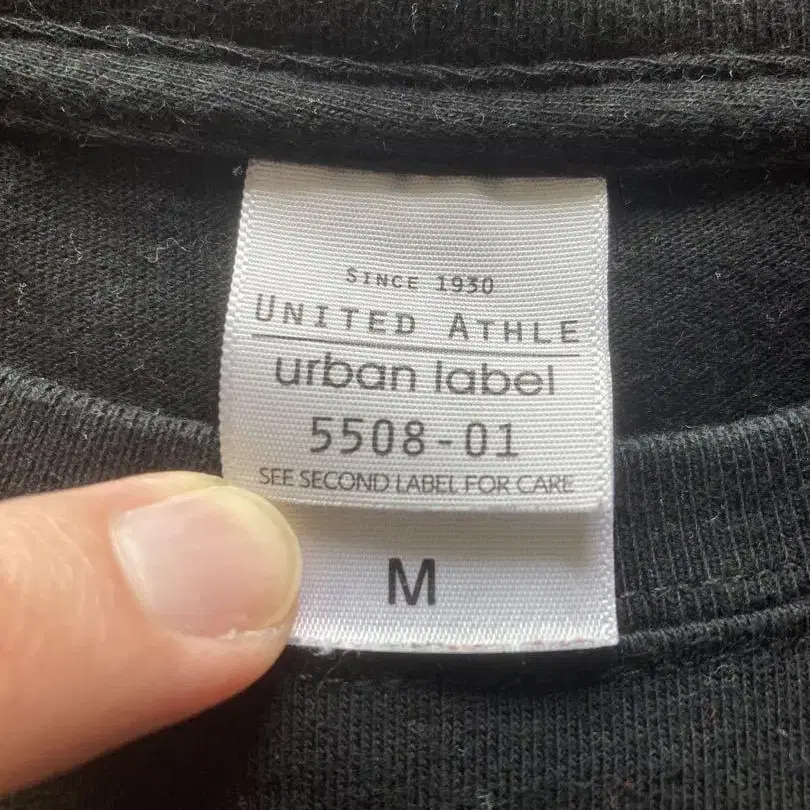 SINCE 1930
UNITED ATHLE
urban label
5508-01
SEE SECOND LABEL FOR CARE
M